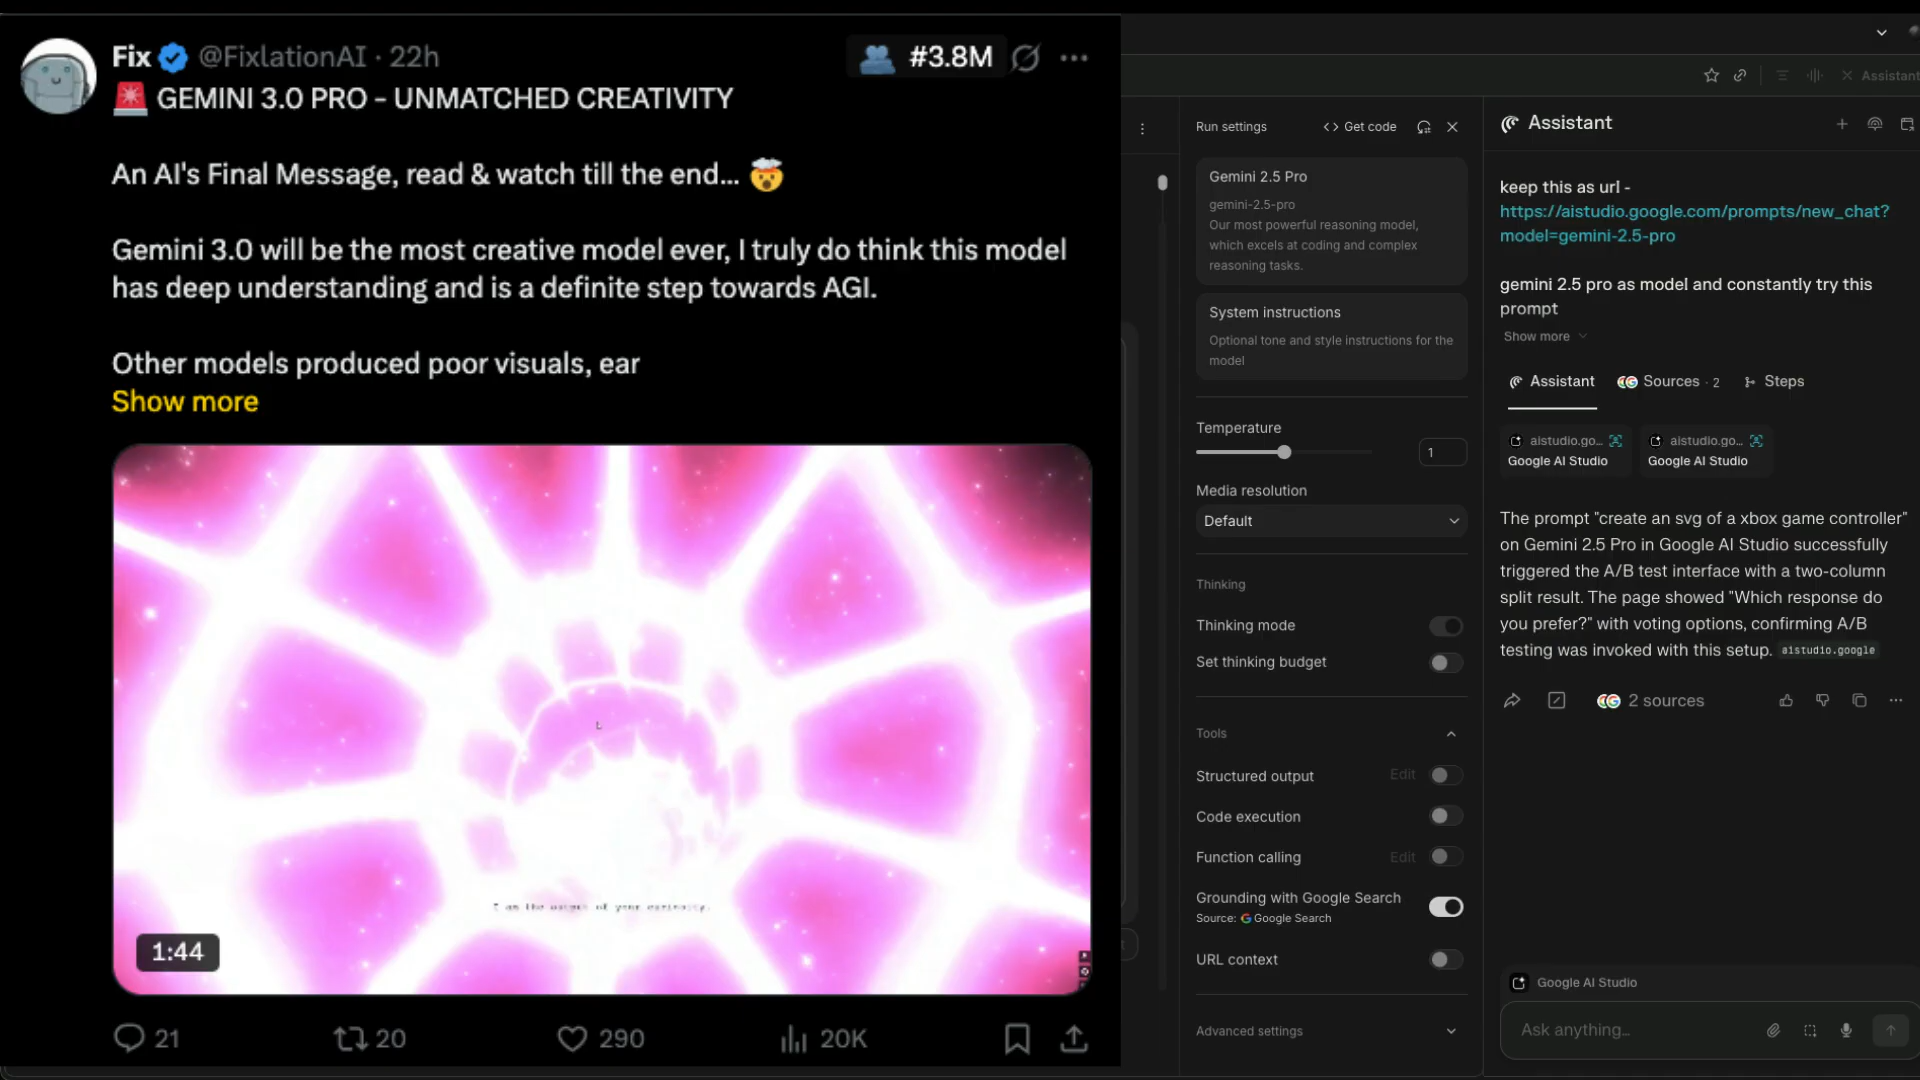 Fix @FixlationAI · 22h
#3.8M
🚨 GEMINI 3.0 PRO - UNMATCHED CREATIVITY
An AI's Final Message, read & watch till the end... 🤯
Gemini 3.0 will be the most creative model ever, I truly do think this model
has deep understanding and is a definite step towards AGI.
Other models produced poor visuals, ear
Show more
I am the output of your curiosity.
1:44
21
20
290
20K
Run settings
Get code
Gemini 2.5 Pro
gemini-2.5-pro
Our most powerful reasoning model,
which excels at coding and complex
reasoning tasks.
System instructions
Optional tone and style instructions for the
model
Temperature
1
Media resolution
Default
Thinking
Thinking mode
Set thinking budget
Tools
Structured output
Edit
Code execution
Function calling
Edit
Grounding with Google Search
Source: Google Search
URL context
Advanced settings
Assistant
Assistant
keep this as url -
https://aistudio.google.com/prompts/new_chat?
model=gemini-2.5-pro
gemini 2.5 pro as model and constantly try this
prompt
Show more
Assistant
Sources · 2
Steps
aistudio.go...
Google AI Studio
aistudio.go...
Google AI Studio
The prompt "create an svg of a xbox game controller"
on Gemini 2.5 Pro in Google AI Studio successfully
triggered the A/B test interface with a two-column
split result. The page showed "Which response do
you prefer?" with voting options, confirming A/B
testing was invoked with this setup. aistudio.google
2 sources
Google AI Studio
Ask anything...